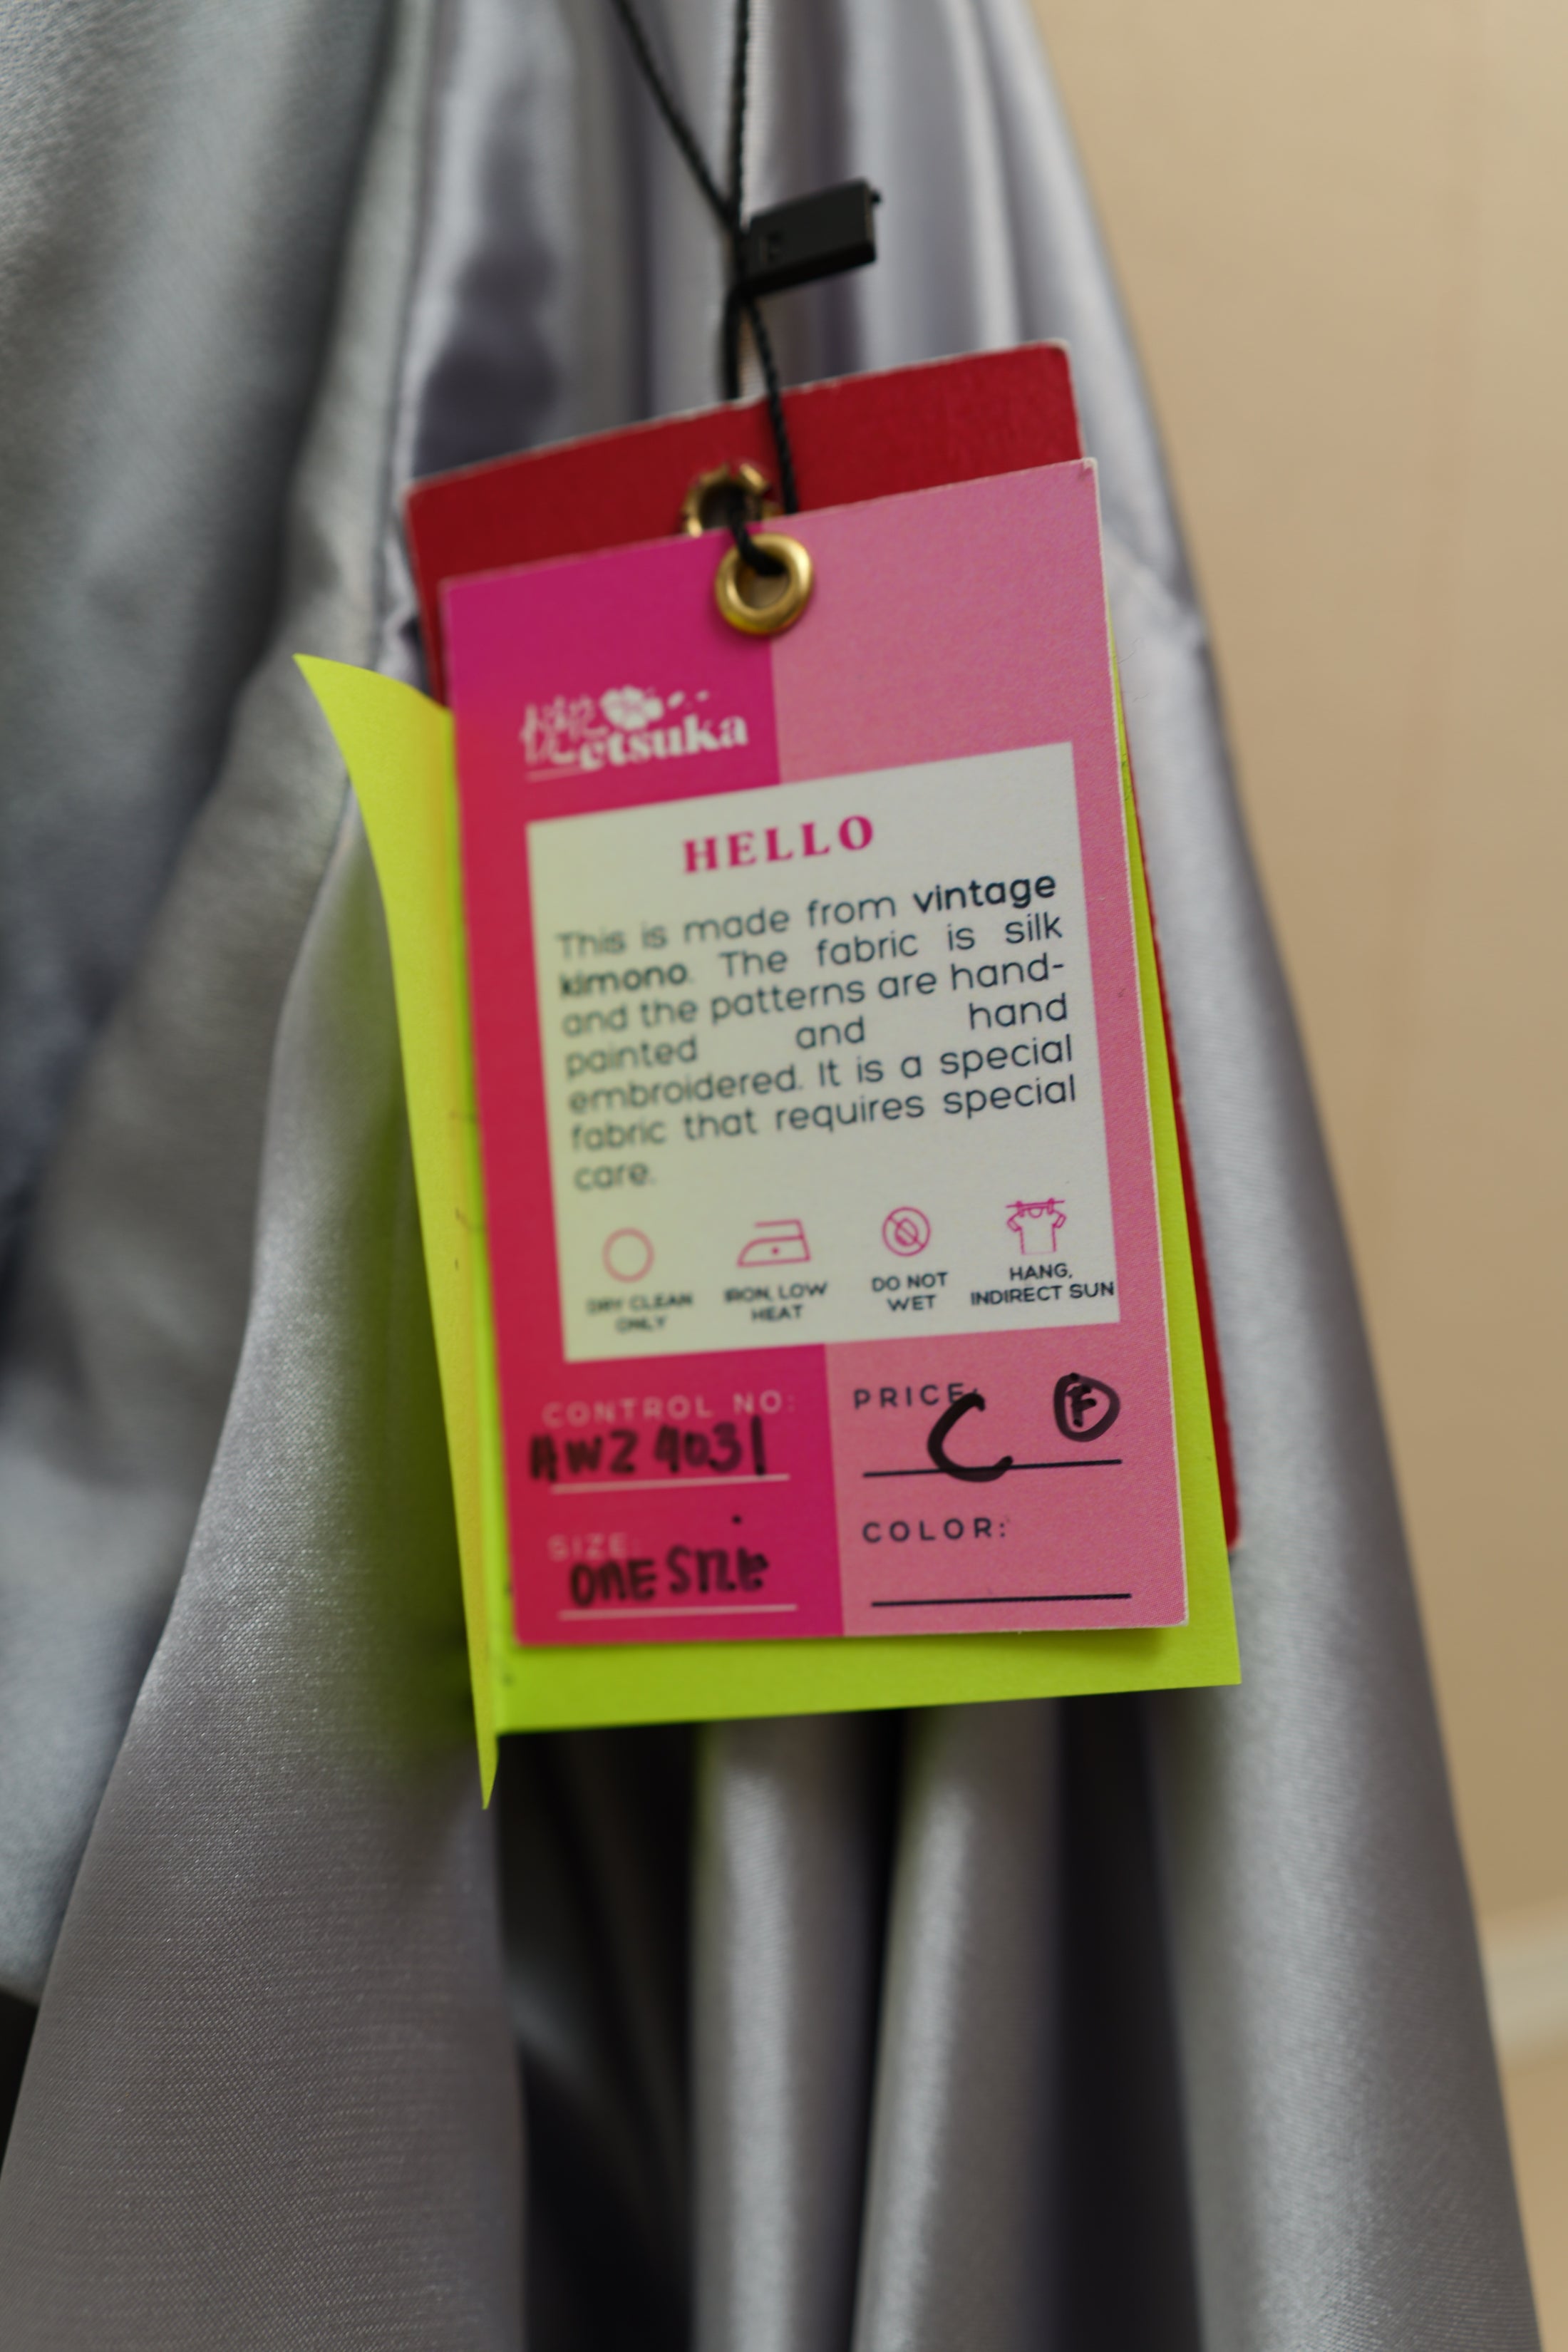 etsuka
HELLO
This is made from vintage
kimono. The fabric is silk
and the patterns are hand-
painted and hand
embroidered. It is a special
fabric that requires special
care.
DRY CLEAN
ONLY
IRON, LOW
HEAT
DO NOT
WET
HANG,
INDIRECT SUN
CONTROL NO:
AWZ 4031
PRICE:
C F
SIZE:
ONE SIZE
COLOR: